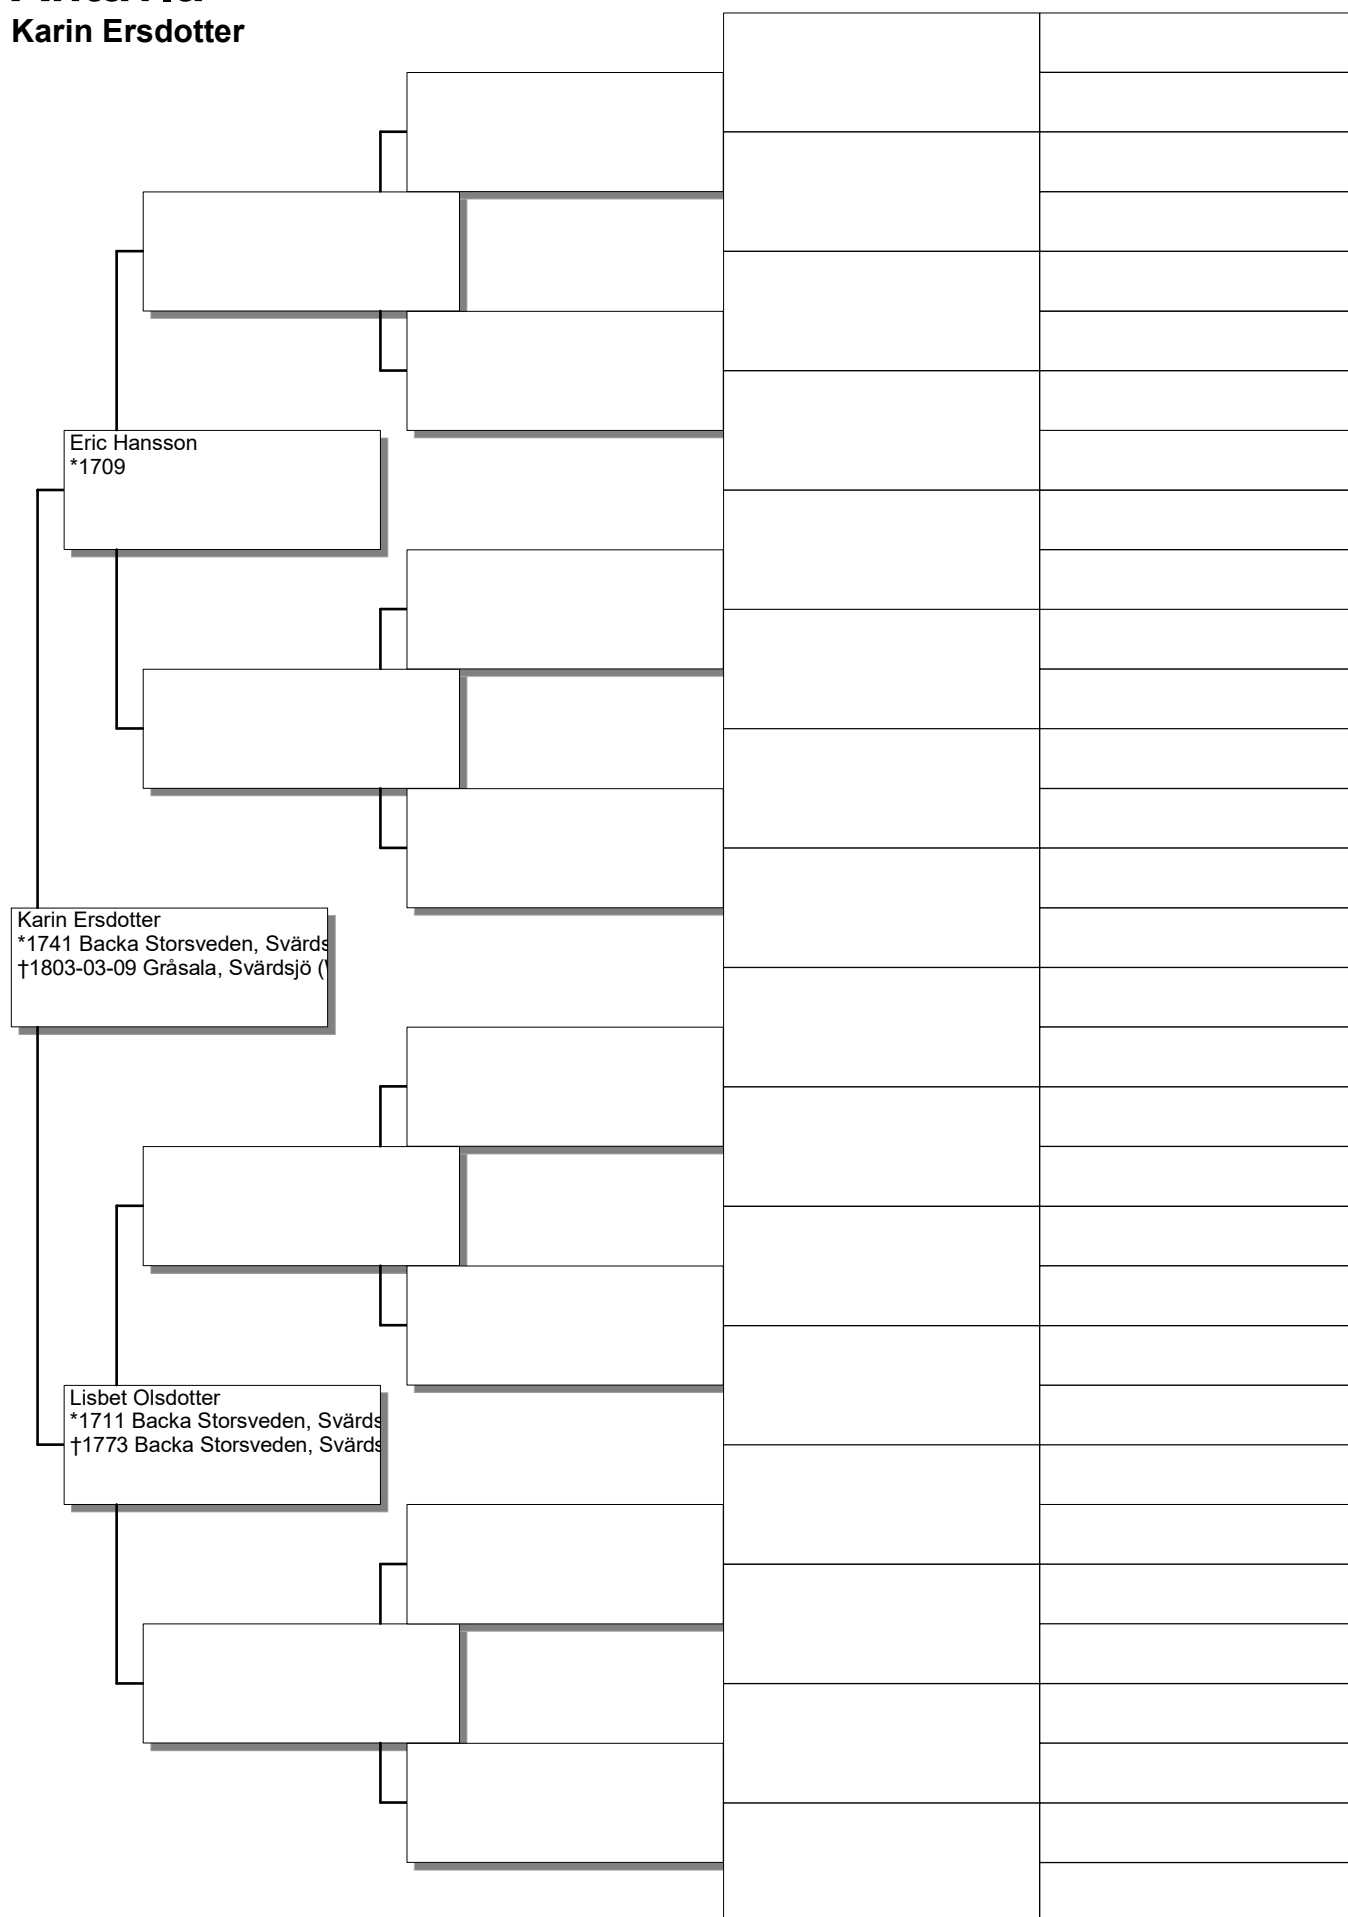 Karin Ersdotter
Eric Hansson
*1709
Karin Ersdotter
*1741 Backa Storsveden, Svärds
†1803-03-09 Gråsala, Svärdsjö (
Lisbet Olsdotter
*1711 Backa Storsveden, Svärds
†1773 Backa Storsveden, Svärds